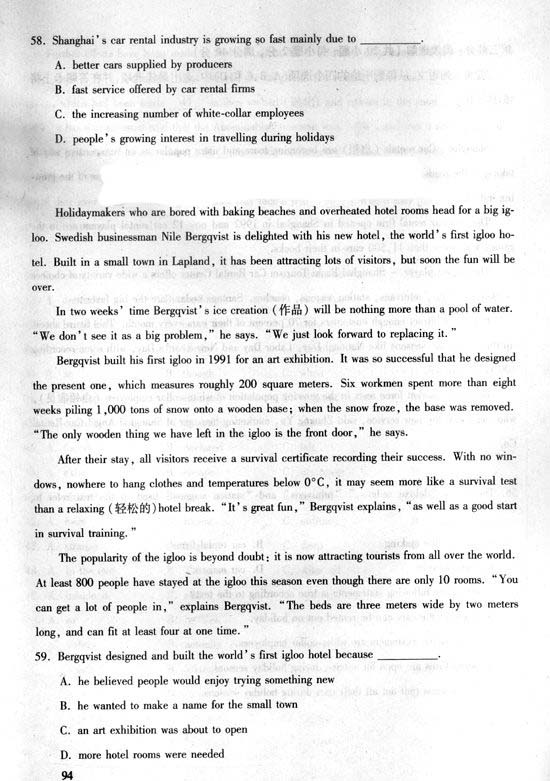 58. Shanghai's car rental industry is growing so fast mainly due to __________.
A. better cars supplied by producers
B. fast service offered by car rental firms
C. the increasing number of white-collar employees
D. people's growing interest in travelling during holidays
Holidaymakers who are bored with baking beaches and overheated hotel rooms head for a big ig-
loo. Swedish businessman Nile Bergqvist is delighted with his new hotel, the world's first igloo ho-
tel. Built in a small town in Lapland, it has been attracting lots of visitors, but soon the fun will be
over.
In two weeks' time Bergqvist's ice creation (作品) will be nothing more than a pool of water.
"We don't see it as a big problem," he says. "We just look forward to replacing it."
Bergqvist built his first igloo in 1991 for an art exhibition. It was so successful that he designed
the present one, which measures roughly 200 square meters. Six workmen spent more than eight
weeks piling 1,000 tons of snow onto a wooden base; when the snow froze, the base was removed.
"The only wooden thing we have left in the igloo is the front door," he says.
After their stay, all visitors receive a survival certificate recording their success. With no win-
dows, nowhere to hang clothes and temperatures below 0°C, it may seem more like a survival test
than a relaxing (轻松的) hotel break. "It's great fun," Bergqvist explains, "as well as a good start
in survival training."
The popularity of the igloo is beyond doubt: it is now attracting tourists from all over the world.
At least 800 people have stayed at the igloo this season even though there are only 10 rooms. "You
can get a lot of people in," explains Bergqvist. "The beds are three meters wide by two meters
long, and can fit at least four at one time."
59. Bergqvist designed and built the world's first igloo hotel because __________.
A. he believed people would enjoy trying something new
B. he wanted to make a name for the small town
C. an art exhibition was about to open
D. more hotel rooms were needed
94